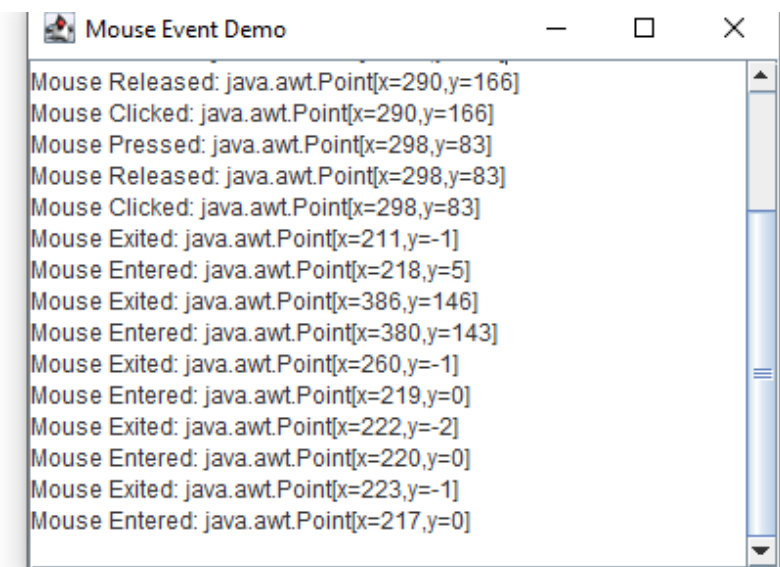 Mouse Event Demo
Mouse Released: java.awt.Point[x=290,y=166]
Mouse Clicked: java.awt.Point[x=290,y=166]
Mouse Pressed: java.awt.Point[x=298,y=83]
Mouse Released: java.awt.Point[x=298,y=83]
Mouse Clicked: java.awt.Point[x=298,y=83]
Mouse Exited: java.awt.Point[x=211,y=-1]
Mouse Entered: java.awt.Point[x=218,y=5]
Mouse Exited: java.awt.Point[x=386,y=146]
Mouse Entered: java.awt.Point[x=380,y=143]
Mouse Exited: java.awt.Point[x=260,y=-1]
Mouse Entered: java.awt.Point[x=219,y=0]
Mouse Exited: java.awt.Point[x=222,y=-2]
Mouse Entered: java.awt.Point[x=220,y=0]
Mouse Exited: java.awt.Point[x=223,y=-1]
Mouse Entered: java.awt.Point[x=217,y=0]